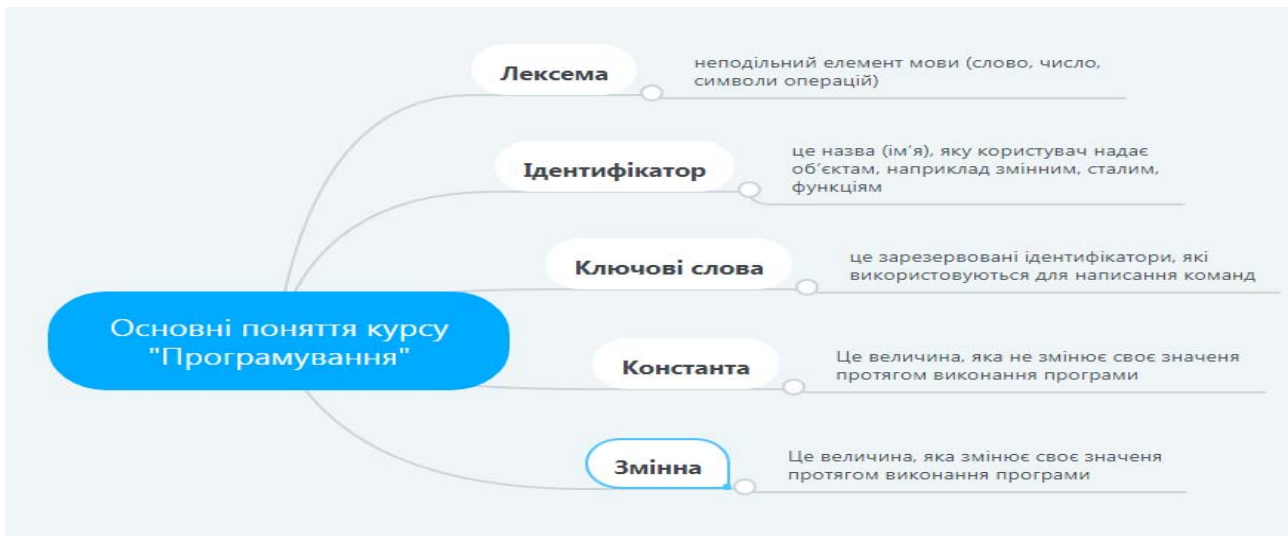 Лексема
неподільний елемент мови (слово, число,
символи операцій)
Ідентифікатор
це назва (ім'я), яку користувач надає
об'єктам, наприклад змінним, сталим,
функціям
Ключові слова
це зарезервовані ідентифікатори, які
використовуються для написання команд
Основні поняття курсу
"Програмування"
Константа
Це величина, яка не змінює своє значеня
протягом виконання програми
Змінна
Це величина, яка змінює своє значеня
протягом виконання програми